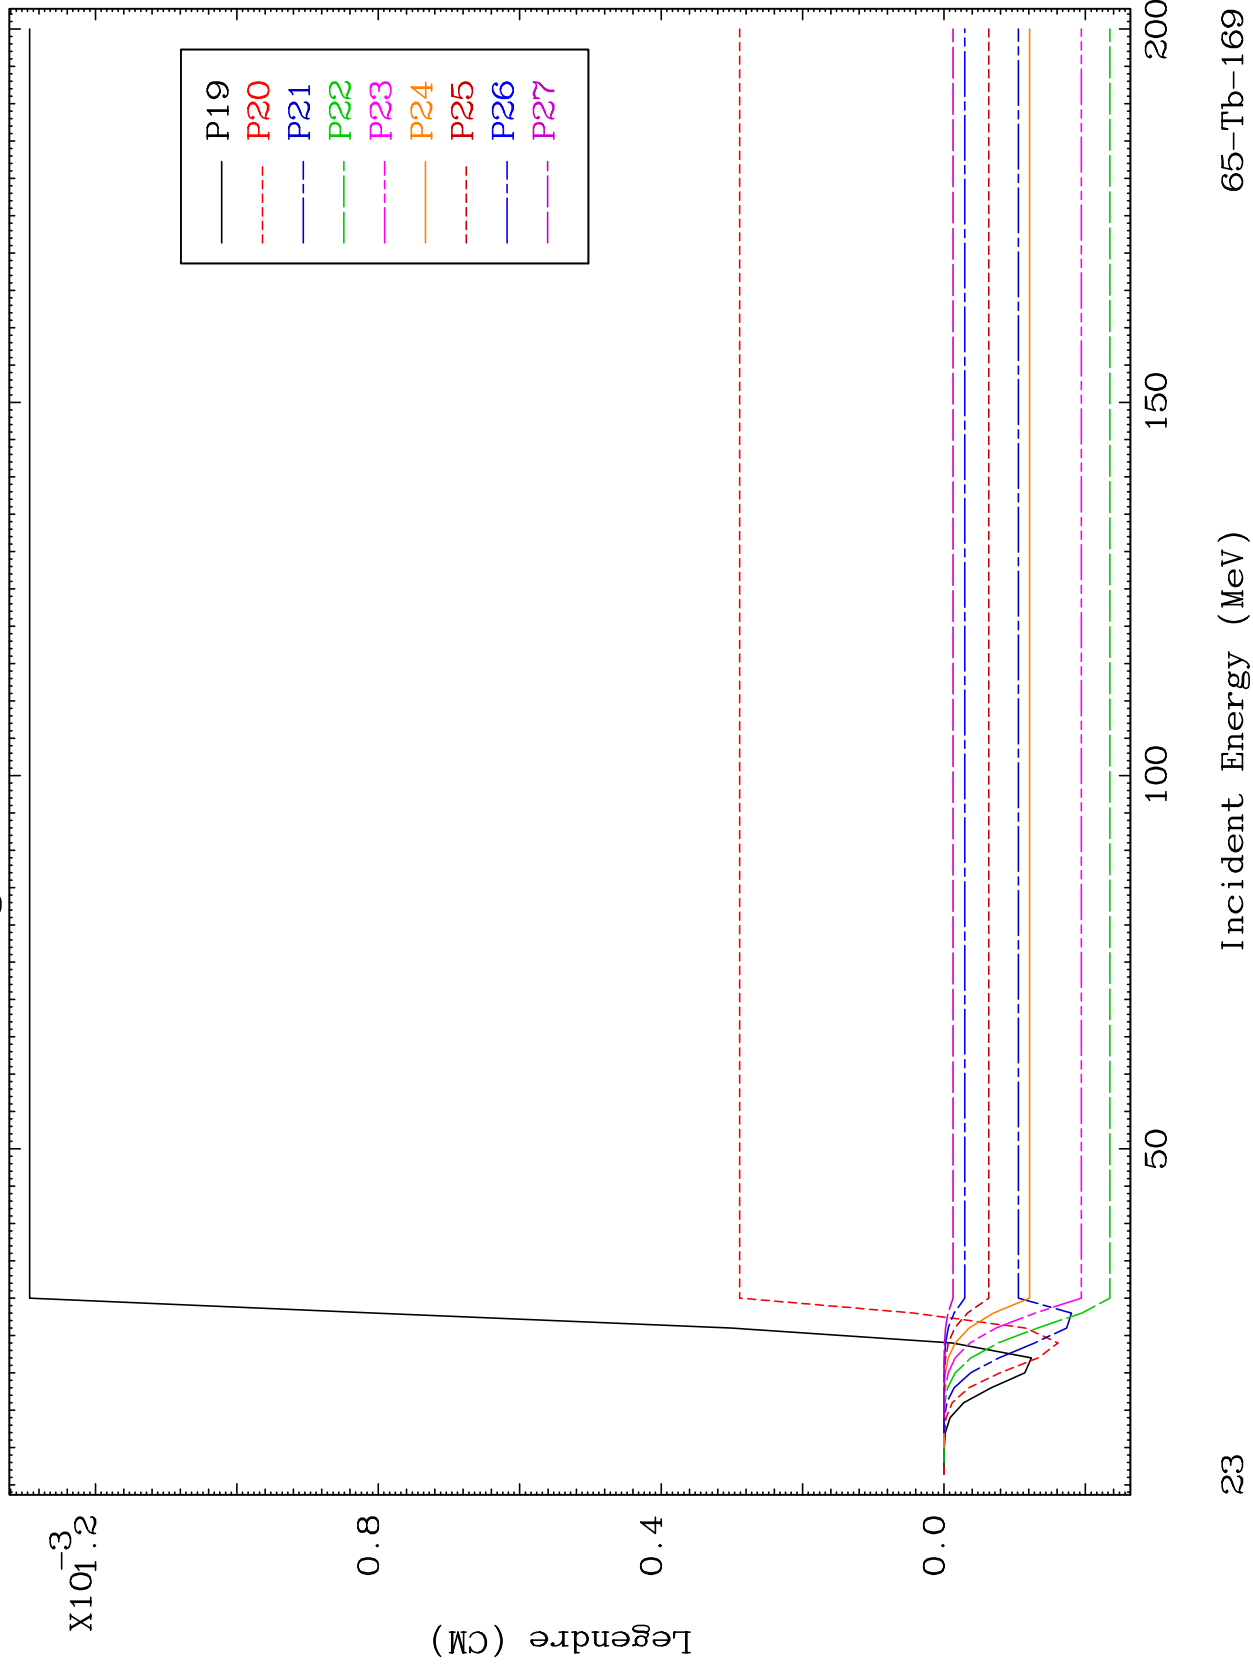 X10-3
1.2
0.8
0.4
0.0
Legendre (CM)
P19
P20
P21
P22
P23
P24
P25
P26
P27
50
100
150
200
23
Incident Energy (MeV)
65-Tb-169